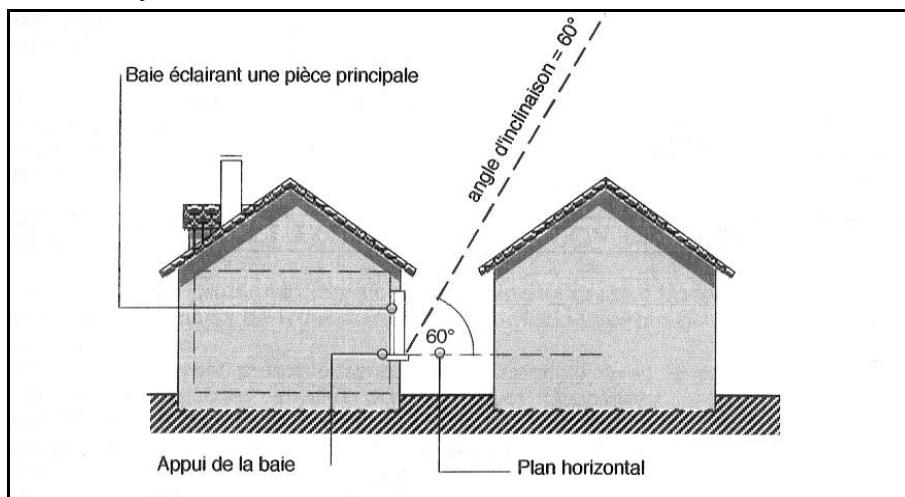 angle d'inclinaison = 60°
Baie éclairant une pièce principale
60°
Appui de la baie
Plan horizontal